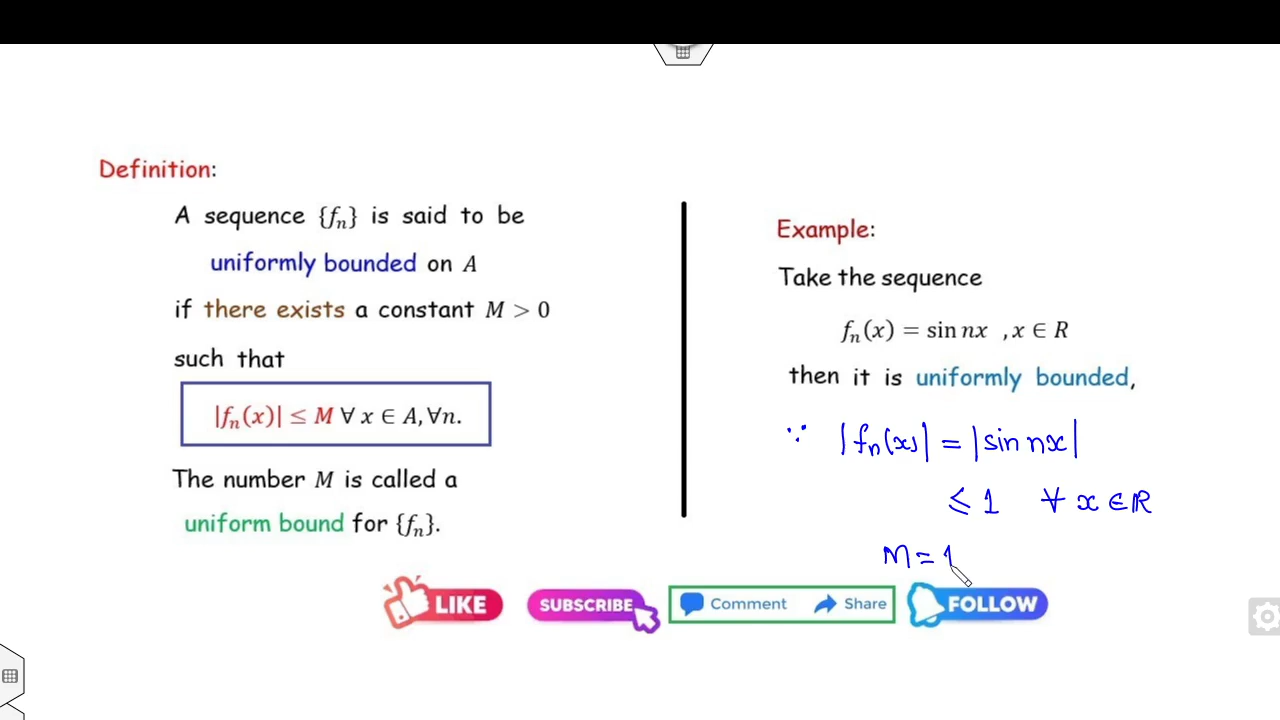 Definition:
A sequence {fₙ} is said to be
uniformly bounded on A
if there exists a constant M > 0
such that
|fₙ(x)| ≤ M ∀ x ∈ A, ∀n.
The number M is called a
uniform bound for {fₙ}.
Example:
Take the sequence
fₙ(x) = sin nx , x ∈ R
then it is uniformly bounded,
∵ |fₙ(x)| = |sin nx|
≤ 1 ∀ x ∈ ℝ
M = 1
LIKE
SUBSCRIBE
Comment
Share
FOLLOW